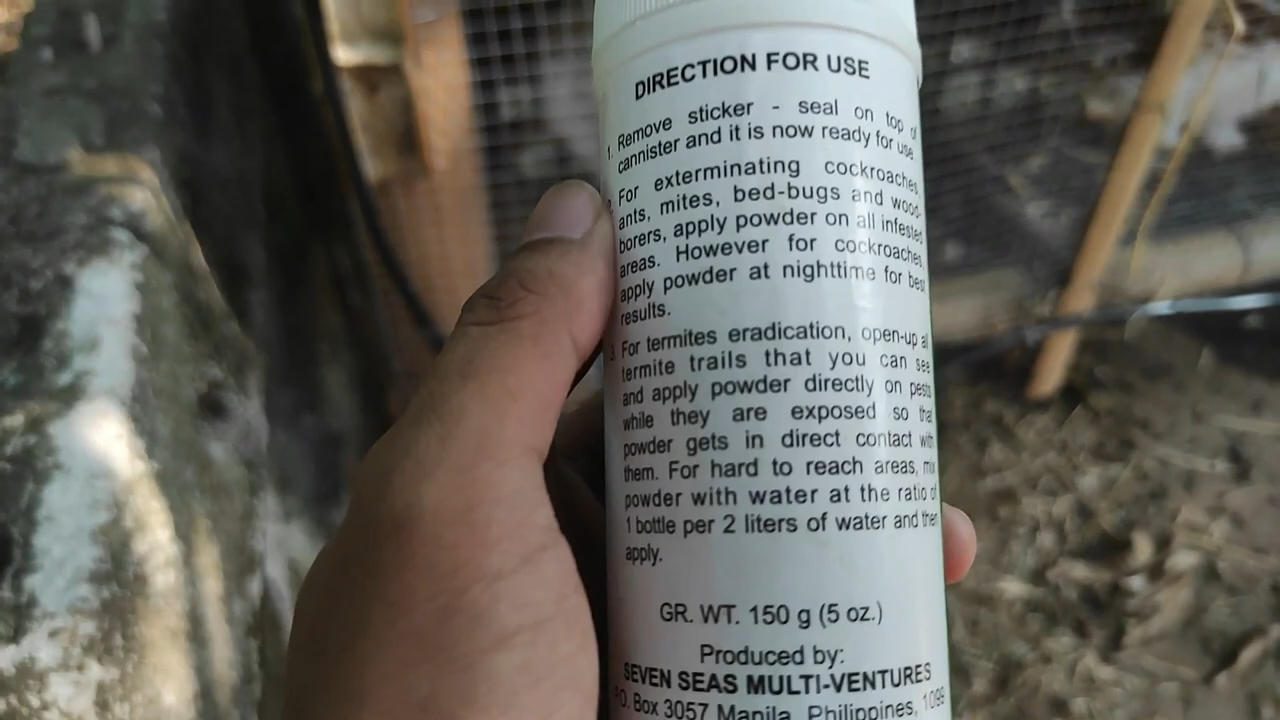 DIRECTION FOR USE
1. Remove sticker - seal on top of
cannister and it is now ready for use
For exterminating cockroaches,
ants, mites, bed-bugs and wood-
borers, apply powder on all infested
areas. However for cockroaches,
apply powder at nighttime for best
results.
3. For termites eradication, open-up all
termite trails that you can see
and apply powder directly on pests
while they are exposed so that
powder gets in direct contact with
them. For hard to reach areas, mix
powder with water at the ratio of
1 bottle per 2 liters of water and then
apply.
GR. WT. 150 g (5 oz.)
Produced by:
SEVEN SEAS MULTI-VENTURES
P.O. Box 3057 Manila, Philippines, 1099